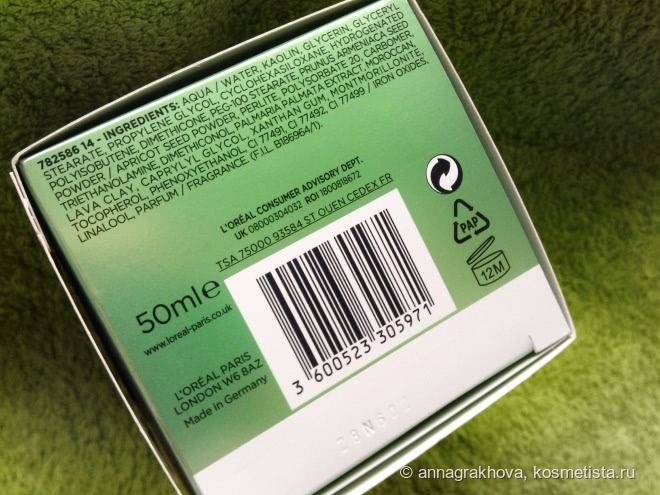 782586 14 - INGREDIENTS: AQUA / WATER, KAOLIN, GLYCERIN, GLYCERYL
STEARATE, PROPYLENE GLYCOL, CYCLOHEXASILOXANE, HYDROGENATED
POLYISOBUTENE, DIMETHICONE, PEG-100 STEARATE, PRUNUS ARMENIACA SEED
POWDER / APRICOT SEED POWDER, PERLITE, POLYSORBATE 20, CARBOMER,
TRIETHANOLAMINE, DIMETHICONOL, PALMARIA PALMATA EXTRACT, MOROCCAN
LAVA CLAY, CAPRYLYL GLYCOL, XANTHAN GUM, MONTMORILLONITE,
TOCOPHEROL, PHENOXYETHANOL, CI 77491, CI 77492, CI 77499 / IRON OXIDES,
LINALOOL, PARFUM / FRAGRANCE (F.I.L. B186964/1).
L'ORÉAL CONSUMER ADVISORY DEPT.
UK 08000304032 ROI 1800818672
TSA 75000 93584 ST OUEN CEDEX FR
50ml e
www.loreal-paris.co.uk
L'ORÉAL PARIS
LONDON W6 8AZ
Made in Germany
3 600523 305971
PAP
12M
© annagrakhova, kosmetista.ru